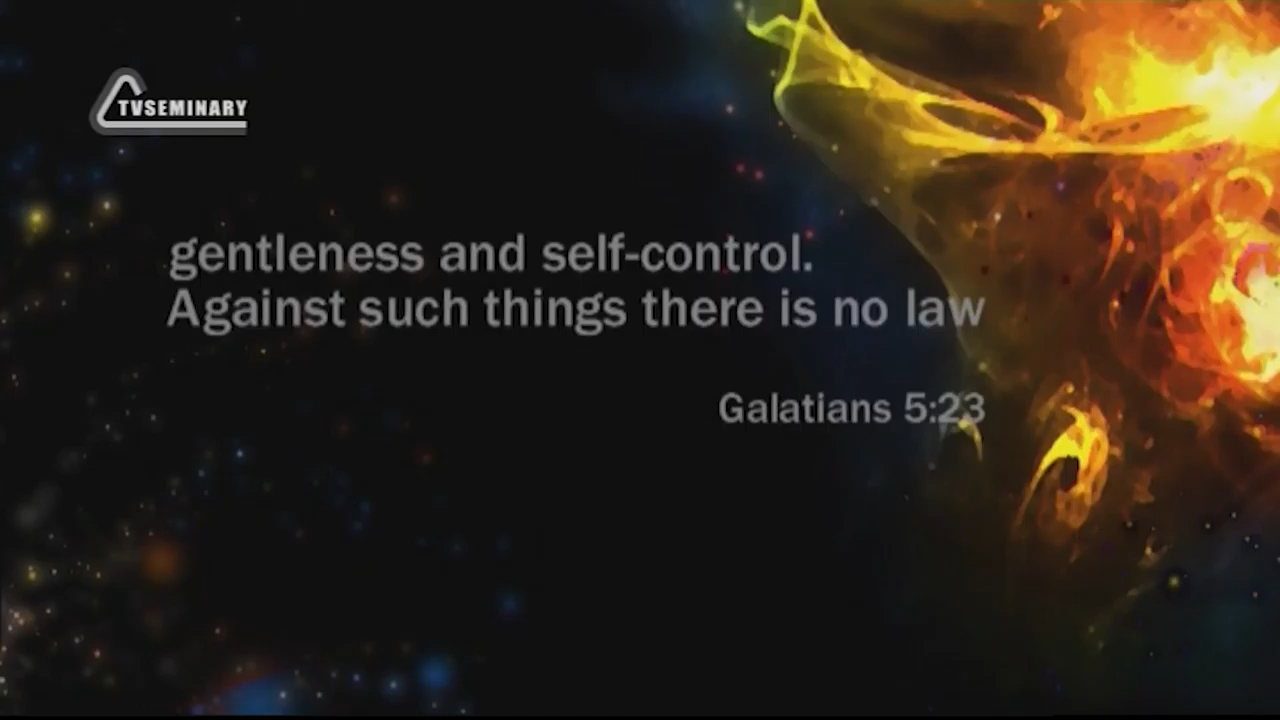 TVSEMINARY
gentleness and self-control.
Against such things there is no law
Galatians 5:23